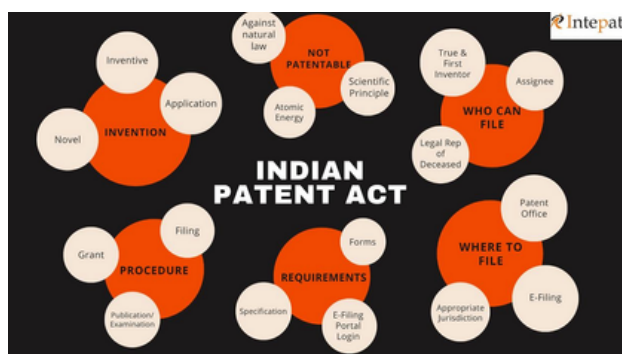 Intepat
Against
natural
law
NOT
PATENTABLE
Scientific
Principle
Atomic
Energy
Inventive
Application
INVENTION
Novel
True &
First
Inventor
Assignee
WHO CAN
FILE
Legal Rep
of
Deceased
INDIAN
PATENT ACT
Filing
Grant
PROCEDURE
Publication/
Examination
Forms
REQUIREMENTS
Specification
E-Filing
Portal
Login
Patent
Office
WHERE TO
FILE
E-Filing
Appropriate
Jurisdiction